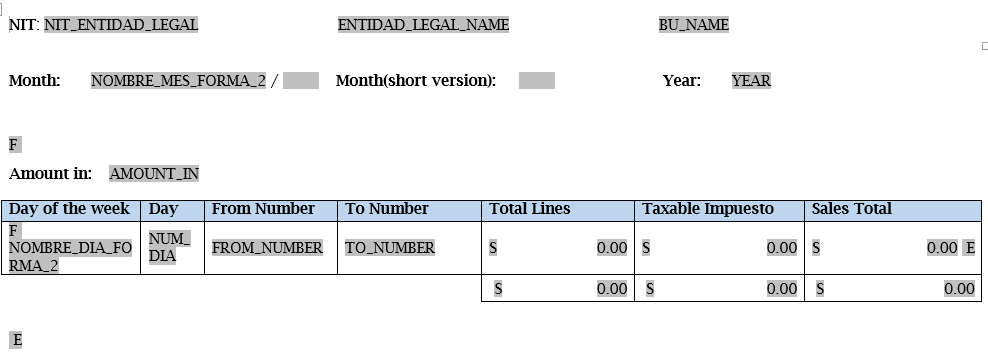 NIT: NIT_ENTIDAD_LEGAL ENTIDAD_LEGAL_NAME BU_NAME
Month: NOMBRE_MES_FORMA_2 / Month(short version): Year: YEAR
F
Amount in: AMOUNT_IN
Day of the week Day From Number To Number Total Lines Taxable Impuesto Sales Total
F NOMBRE_DIA_FORMA_2 NUM_DIA FROM_NUMBER TO_NUMBER $ 0.00 $ 0.00 $ 0.00 E
$ 0.00 $ 0.00 $ 0.00
E